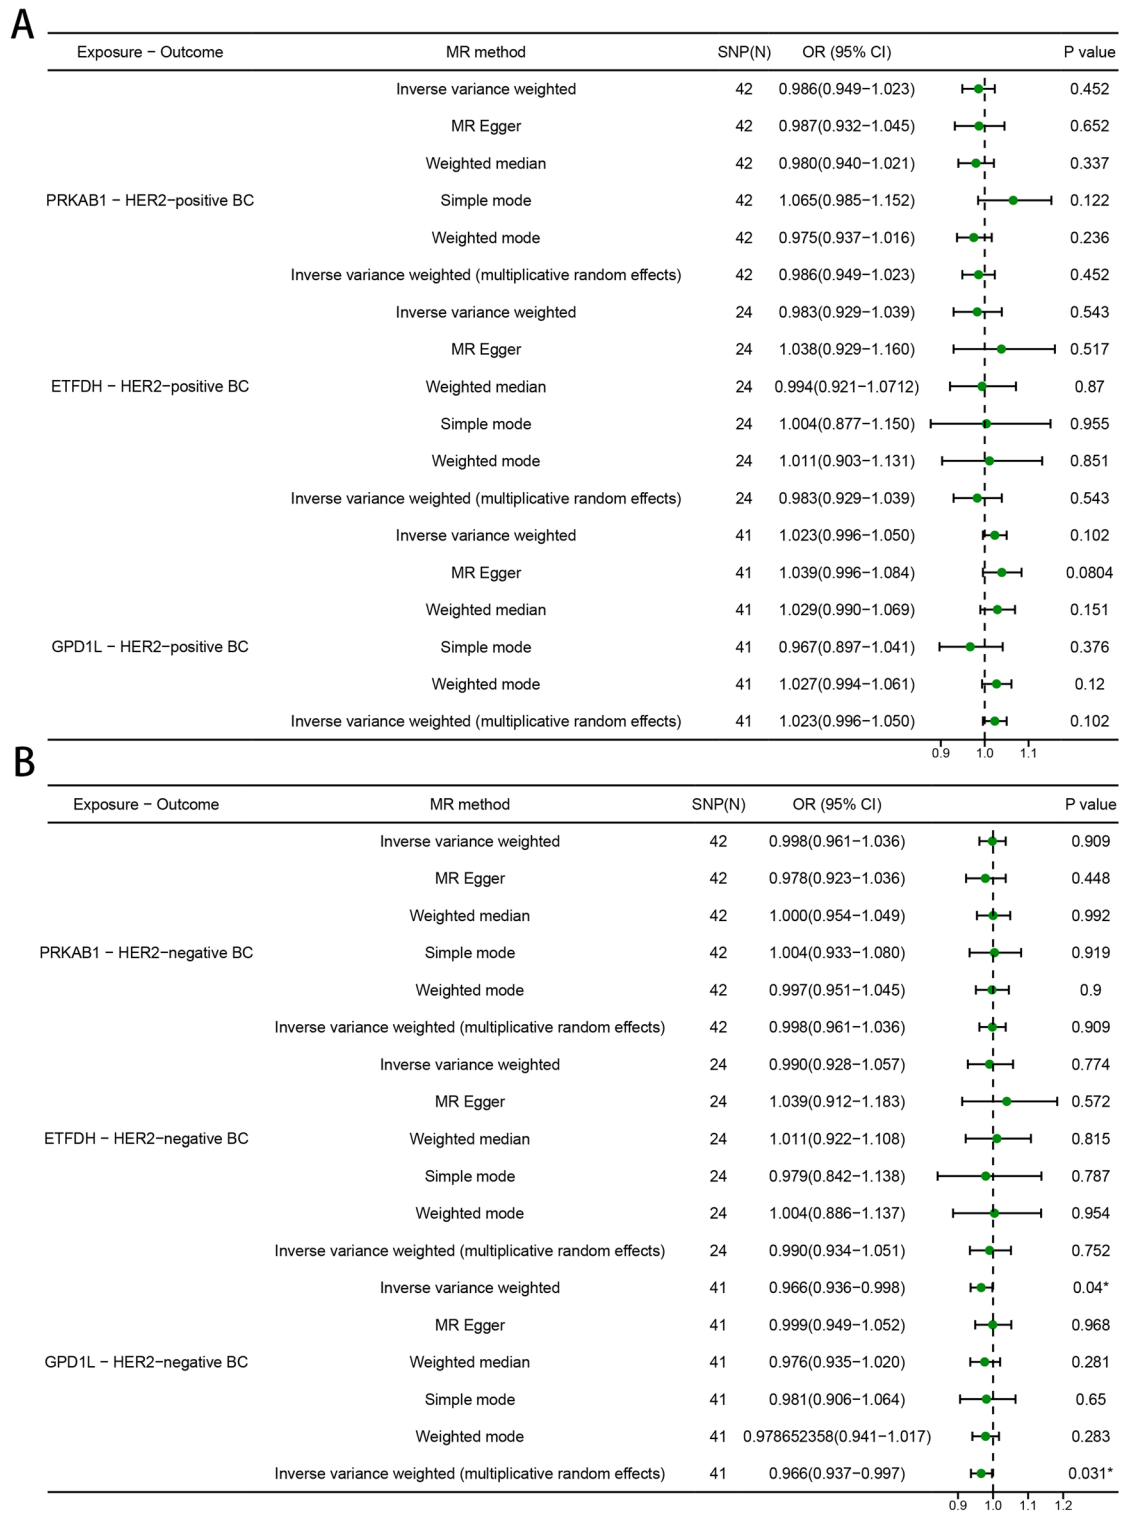 A
Exposure − Outcome MR method SNP(N) OR (95% CI) P value
Inverse variance weighted 42 0.986(0.949−1.023) 0.452
MR Egger 42 0.987(0.932−1.045) 0.652
Weighted median 42 0.980(0.940−1.021) 0.337
PRKAB1 − HER2−positive BC Simple mode 42 1.065(0.985−1.152) 0.122
Weighted mode 42 0.975(0.937−1.016) 0.236
Inverse variance weighted (multiplicative random effects) 42 0.986(0.949−1.023) 0.452
Inverse variance weighted 24 0.983(0.929−1.039) 0.543
MR Egger 24 1.038(0.929−1.160) 0.517
ETFDH − HER2−positive BC Weighted median 24 0.994(0.921−1.0712) 0.87
Simple mode 24 1.004(0.877−1.150) 0.955
Weighted mode 24 1.011(0.903−1.131) 0.851
Inverse variance weighted (multiplicative random effects) 24 0.983(0.929−1.039) 0.543
Inverse variance weighted 41 1.023(0.996−1.050) 0.102
MR Egger 41 1.039(0.996−1.084) 0.0804
Weighted median 41 1.029(0.990−1.069) 0.151
GPD1L − HER2−positive BC Simple mode 41 0.967(0.897−1.041) 0.376
Weighted mode 41 1.027(0.994−1.061) 0.12
Inverse variance weighted (multiplicative random effects) 41 1.023(0.996−1.050) 0.102
0.9 1.0 1.1
B
Exposure − Outcome MR method SNP(N) OR (95% CI) P value
Inverse variance weighted 42 0.998(0.961−1.036) 0.909
MR Egger 42 0.978(0.923−1.036) 0.448
Weighted median 42 1.000(0.954−1.049) 0.992
PRKAB1 − HER2−negative BC Simple mode 42 1.004(0.933−1.080) 0.919
Weighted mode 42 0.997(0.951−1.045) 0.9
Inverse variance weighted (multiplicative random effects) 42 0.998(0.961−1.036) 0.909
Inverse variance weighted 24 0.990(0.928−1.057) 0.774
MR Egger 24 1.039(0.912−1.183) 0.572
ETFDH − HER2−negative BC Weighted median 24 1.011(0.922−1.108) 0.815
Simple mode 24 0.979(0.842−1.138) 0.787
Weighted mode 24 1.004(0.886−1.137) 0.954
Inverse variance weighted (multiplicative random effects) 24 0.990(0.934−1.051) 0.752
Inverse variance weighted 41 0.966(0.936−0.998) 0.04*
MR Egger 41 0.999(0.949−1.052) 0.968
GPD1L − HER2−negative BC Weighted median 41 0.976(0.935−1.020) 0.281
Simple mode 41 0.981(0.906−1.064) 0.65
Weighted mode 41 0.978652358(0.941−1.017) 0.283
Inverse variance weighted (multiplicative random effects) 41 0.966(0.937−0.997) 0.031*
0.9 1.0 1.1 1.2